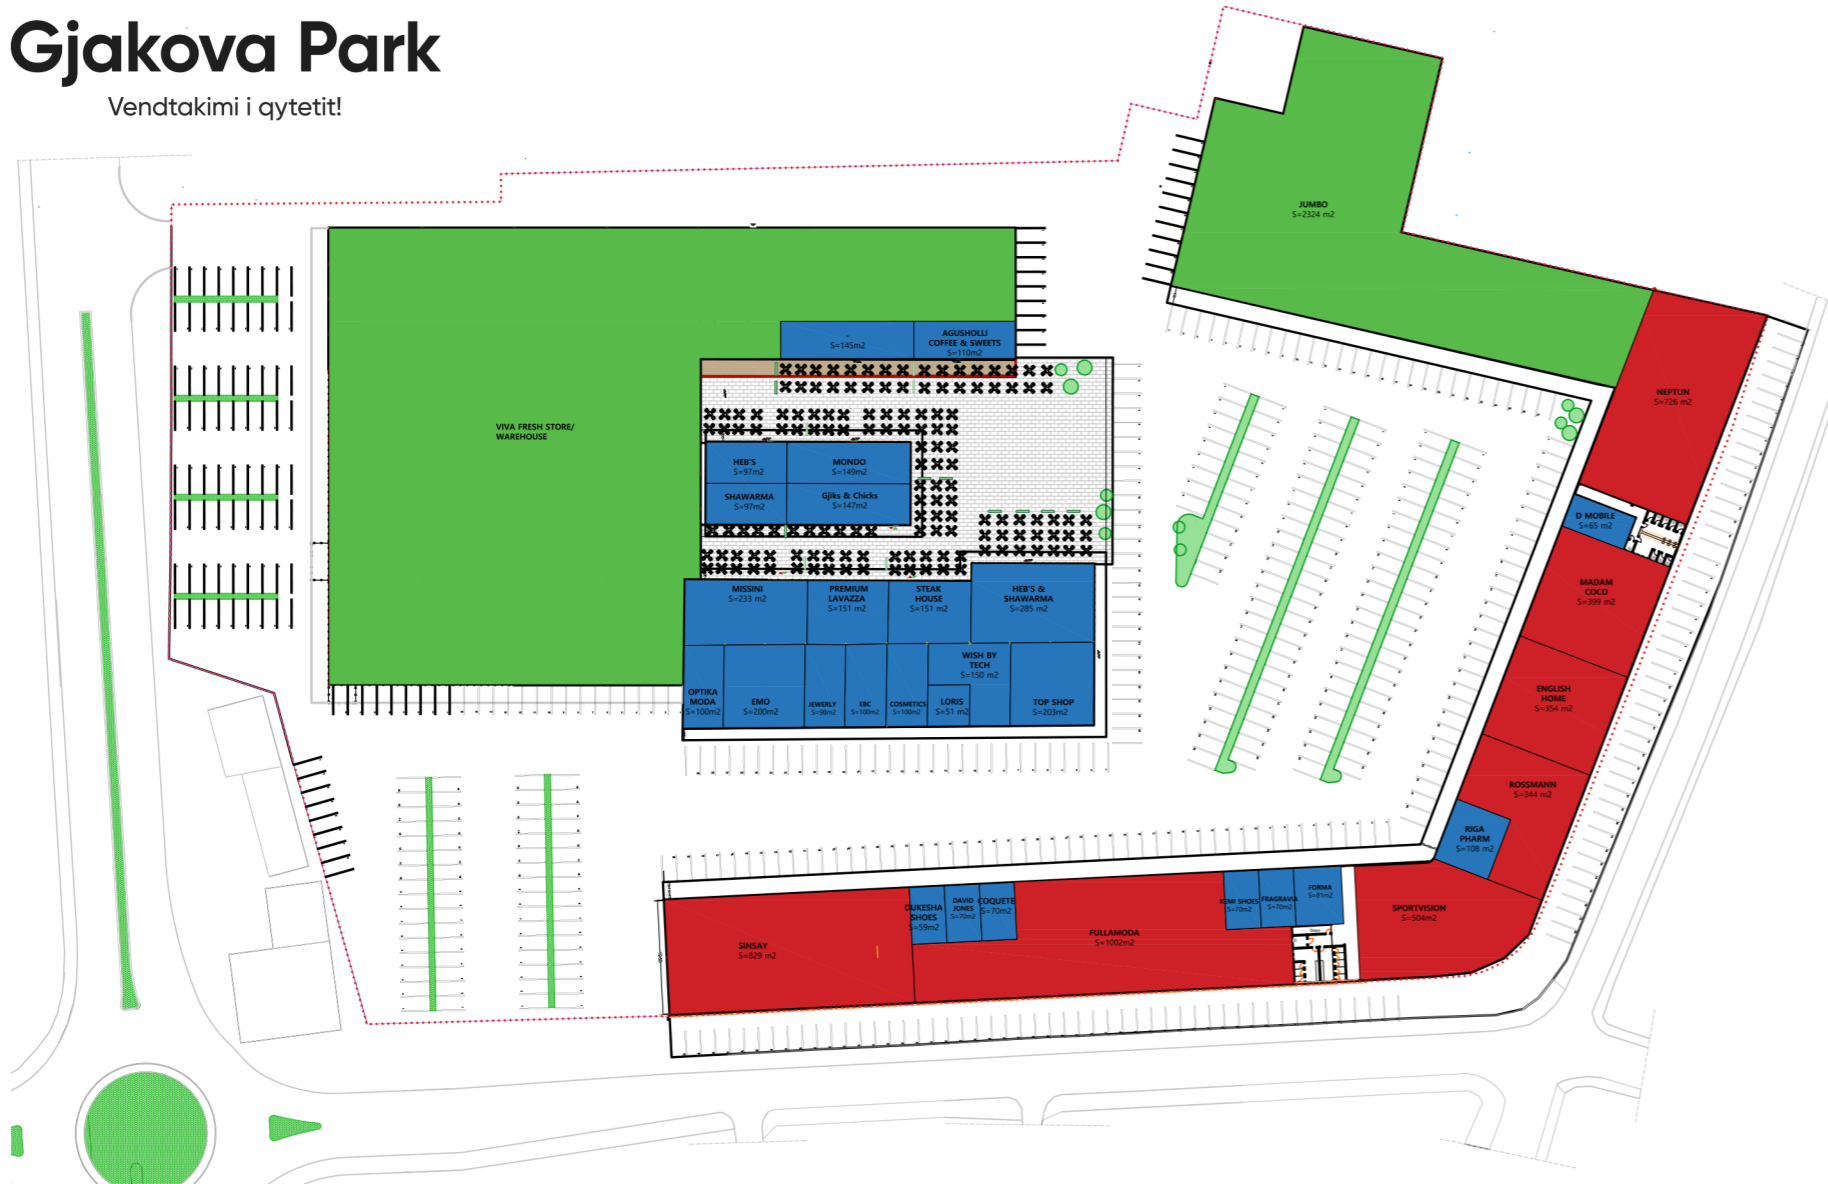 Gjakova Park
Vendtakimi i qytetit!
JUMBO
S=2324 m2
NEPTUN
S=726 m2
VIVA FRESH STORE/
WAREHOUSE
-
S=145m2
AGUSHOLLI
COFFEE & SWEETS
S=110m2
HEB'S
S=97m2
MONDO
S=149m2
SHAWARMA
S=97m2
Gjiks & Chicks
S=147m2
D MOBILE
S=65 m2
MADAM
COCO
S=399 m2
MISSINI
S=233 m2
PREMIUM
LAVAZZA
S=151 m2
STEAK
HOUSE
S=151 m2
HEB'S &
SHAWARMA
S=285 m2
OPTIKA
MODA
S=100m2
EMO
S=200m2
JEWERLY
S=98m2
EBC
S=100m2
COSMETICS
S=100m2
WISH BY
TECH
S=150 m2
LORIS
S=51 m2
TOP SHOP
S=203m2
ENGLISH
HOME
S=354 m2
ROSSMANN
S=344 m2
RIGA
PHARM
S=108 m2
SINSAY
S=829 m2
DUKESHA
SHOES
S=59m2
DAVID
JONES
S=70m2
COQUETE
S=70m2
FULLAMODA
S=1002m2
KEMI SHOES
S=70m2
FRAGRAVIA
S=70m2
FORMA
S=81m2
SPORTVISION
S=504m2